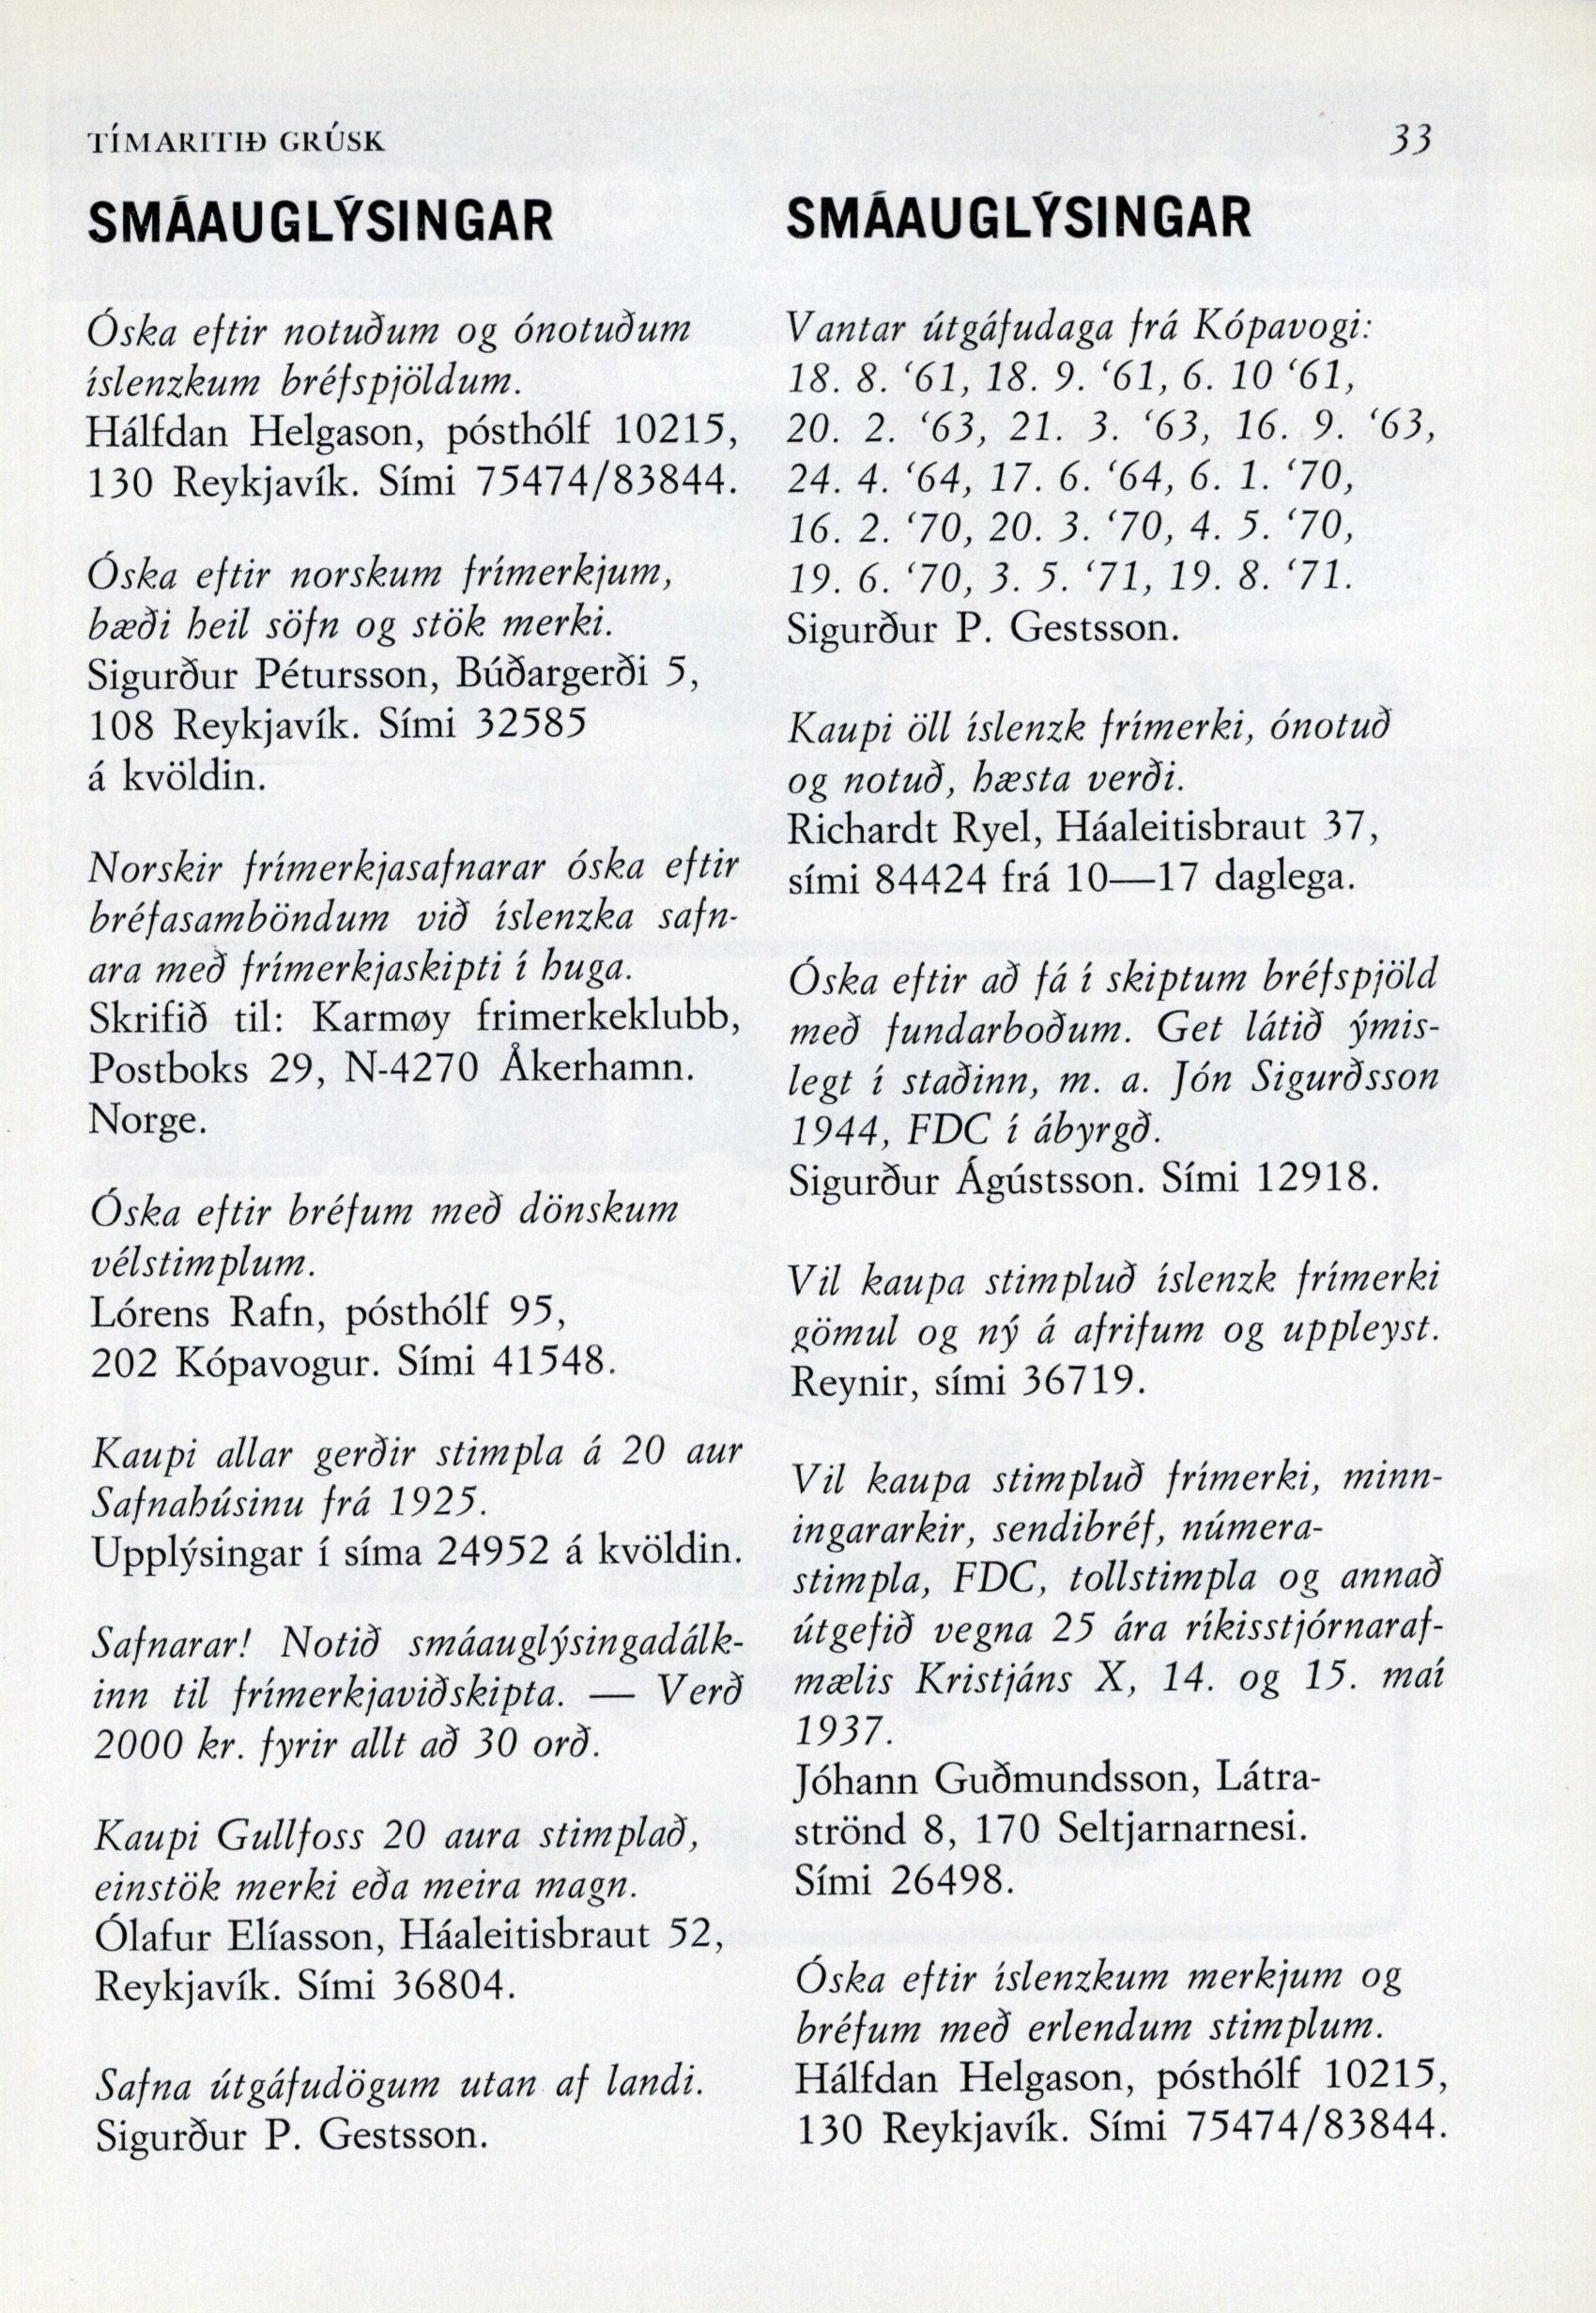 TÍMARITIÐ GRÚSK
33
SMÁAUGLÝSINGAR
Óska eftir notuðum og ónotuðum
íslenzkum bréfspjöldum.
Hálfdan Helgason, pósthólf 10215,
130 Reykjavík. Sími 75474/83844.
Óska eftir norskum frímerkjum,
bæði heil söfn og stök merki.
Sigurður Pétursson, Búðargerði 5,
108 Reykjavík. Sími 32585
á kvöldin.
Norskir frímerkjasafnarar óska eftir
bréfasamböndum við íslenzka safn-
ara með frímerkjaskipti í huga.
Skrifið til: Karmøy frimerkeklubb,
Postboks 29, N-4270 Åkerhamn.
Norge.
Óska eftir bréfum með dönskum
vélstimplum.
Lórens Rafn, pósthólf 95,
202 Kópavogur. Sími 41548.
Kaupi allar gerðir stimpla á 20 aur
Safnahúsinu frá 1925.
Upplýsingar í síma 24952 á kvöldin.
Safnarar! Notið smáauglýsingadálk-
inn til frímerkjaviðskipta. — Verð
2000 kr. fyrir allt að 30 orð.
Kaupi Gullfoss 20 aura stimplað,
einstök merki eða meira magn.
Ólafur Elíasson, Háaleitisbraut 52,
Reykjavík. Sími 36804.
Safna útgáfudögum utan af landi.
Sigurður P. Gestsson.
SMÁAUGLÝSINGAR
Vantar útgáfudaga frá Kópavogi:
18. 8. ‘61, 18. 9. ‘61, 6. 10 ‘61,
20. 2. ‘63, 21. 3. ‘63, 16. 9. ‘63,
24. 4. ‘64, 17. 6. ‘64, 6. 1. ‘70,
16. 2. ‘70, 20. 3. ‘70, 4. 5. ‘70,
19. 6. ‘70, 3. 5. ‘71, 19. 8. ‘71.
Sigurður P. Gestsson.
Kaupi öll íslenzk frímerki, ónotuð
og notuð, hæsta verði.
Richardt Ryel, Háaleitisbraut 37,
sími 84424 frá 10—17 daglega.
Óska eftir að fá í skiptum bréfspjöld
með fundarboðum. Get látið ýmis-
legt í staðinn, m. a. Jón Sigurðsson
1944, FDC í ábyrgð.
Sigurður Ágústsson. Sími 12918.
Vil kaupa stimpluð íslenzk frímerki
gömul og ný á afrifum og uppleyst.
Reynir, sími 36719.
Vil kaupa stimpluð frímerki, minn-
ingararkir, sendibréf, númera-
stimpla, FDC, tollstimpla og annað
útgefið vegna 25 ára ríkisstjórnaraf-
mælis Kristjáns X, 14. og 15. maí
1937.
Jóhann Guðmundsson, Látra-
strönd 8, 170 Seltjarnarnesi.
Sími 26498.
Óska eftir íslenzkum merkjum og
bréfum með erlendum stimplum.
Hálfdan Helgason, pósthólf 10215,
130 Reykjavík. Sími 75474/83844.